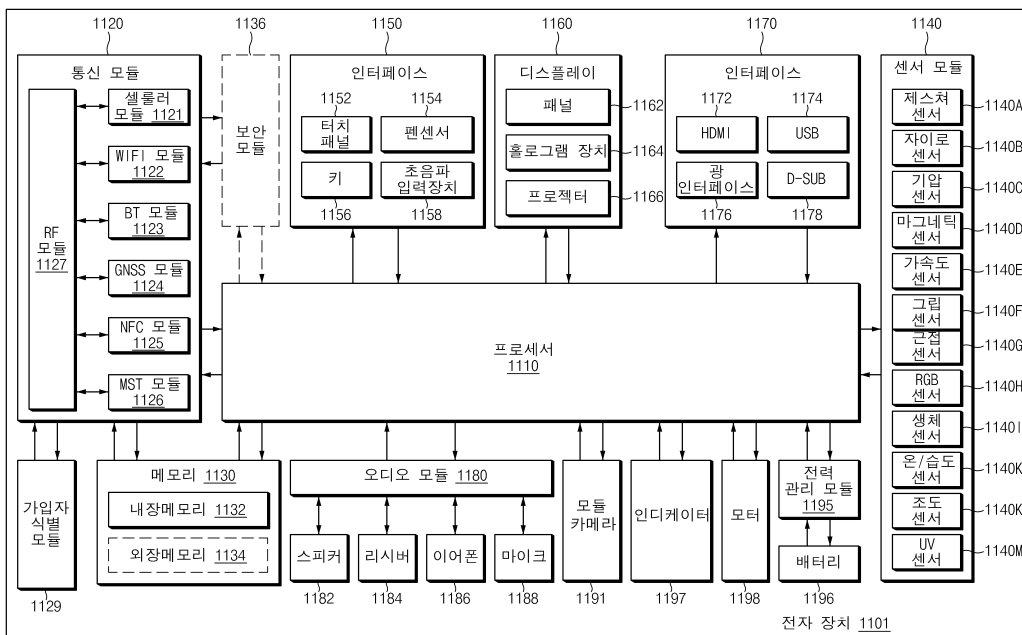 1120
1136
1150
1160
1170
1140
통신 모듈
셀룰러
모듈 1121
WIFI 모듈
1122
BT 모듈
1123
GNSS 모듈
1124
NFC 모듈
1125
MST 모듈
1126
RF
모듈
1127
보안
모듈
인터페이스
1152
1154
터치
패널
펜센서
키
초음파
입력장치
1156
1158
디스플레이
패널
1162
홀로그램 장치
1164
프로젝터
1166
인터페이스
1172
1174
HDMI
USB
광
인터페이스
D-SUB
1176
1178
센서 모듈
제스쳐
센서
1140A
자이로
센서
1140B
기압
센서
1140C
마그네틱
센서
1140D
가속도
센서
1140E
그립
센서
1140F
근접
센서
1140G
RGB
센서
1140H
생체
센서
1140I
온/습도
센서
1140K
조도
센서
1140K
UV
센서
1140M
프로세서
1110
가입자
식별
모듈
1129
메모리 1130
내장메모리 1132
외장메모리 1134
오디오 모듈 1180
스피커
리시버
이어폰
마이크
1182
1184
1186
1188
모듈
카메라
1191
인디케이터
1197
모터
1198
전력
관리 모듈
1195
배터리
1196
전자 장치 1101